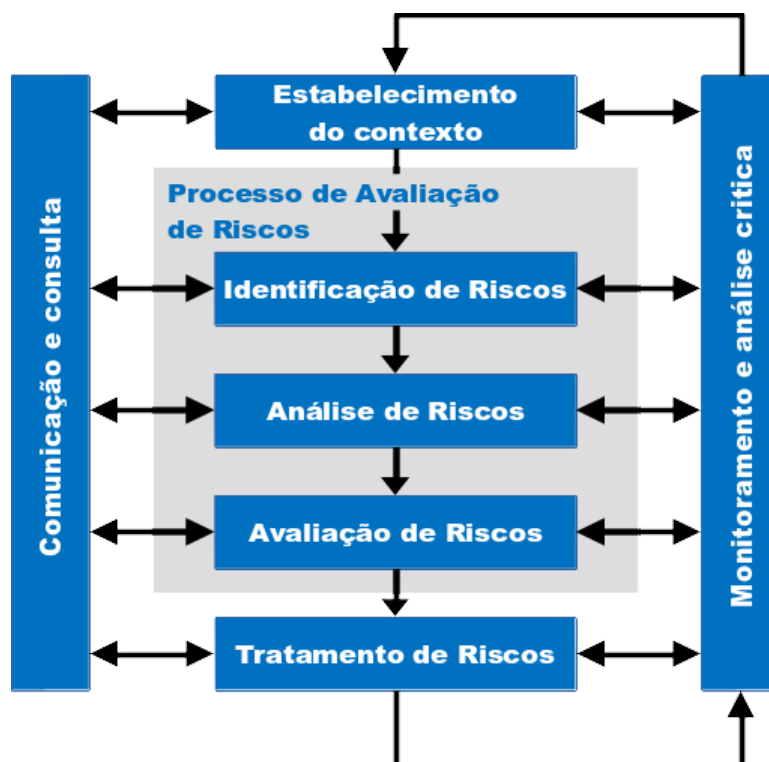 Estabelecimento
do contexto
Processo de Avaliação
de Riscos
Identificação de Riscos
Análise de Riscos
Avaliação de Riscos
Tratamento de Riscos
Comunicação e consulta
Monitoramento e análise critica